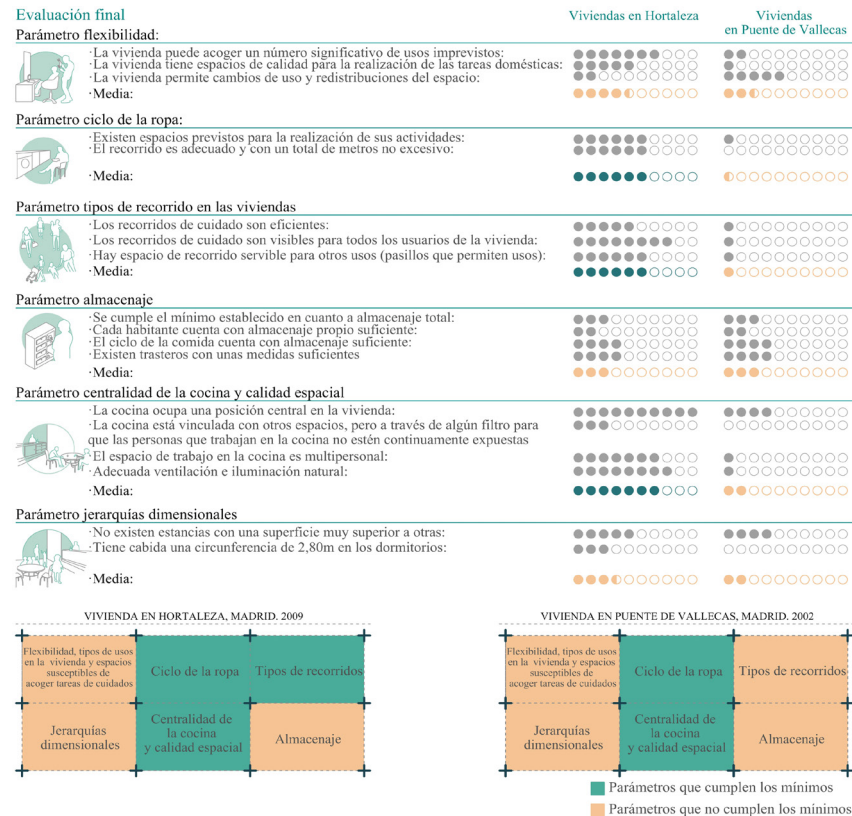 Evaluación final
Viviendas en Hortaleza
Viviendas
en Puente de Vallecas
Parámetro flexibilidad:
·La vivienda puede acoger un número significativo de usos imprevistos:
·La vivienda tiene espacios de calidad para la realización de las tareas domésticas:
·La vivienda permite cambios de uso y redistribuciones del espacio:
·Media:
Parámetro ciclo de la ropa:
·Existen espacios previstos para la realización de sus actividades:
·El recorrido es adecuado y con un total de metros no excesivo:
·Media:
Parámetro tipos de recorrido en las viviendas
·Los recorridos de cuidado son eficientes:
·Los recorridos de cuidado son visibles para todos los usuarios de la vivienda:
·Hay espacio de recorrido servible para otros usos (pasillos que permiten usos):
·Media:
Parámetro almacenaje
·Se cumple el mínimo establecido en cuanto a almacenaje total:
·Cada habitante cuenta con almacenaje propio suficiente:
·El ciclo de la comida cuenta con almacenaje suficiente:
·Existen trasteros con unas medidas suficientes
·Media:
Parámetro centralidad de la cocina y calidad espacial
·La cocina ocupa una posición central en la vivienda:
·La cocina está vinculada con otros espacios, pero a través de algún filtro para
que las personas que trabajan en la cocina no estén continuamente expuestas
·El espacio de trabajo en la cocina es multipersonal:
·Adecuada ventilación e iluminación natural:
·Media:
Parámetro jerarquías dimensionales
·No existen estancias con una superficie muy superior a otras:
·Tiene cabida una circunferencia de 2,80m en los dormitorios:
·Media:
VIVIENDA EN HORTALEZA, MADRID. 2009
Flexibilidad, tipos de usos
en la vivienda y espacios
susceptibles de
acoger tareas de cuidados
Ciclo de la ropa
Tipos de recorridos
Jerarquías
dimensionales
Centralidad de
la cocina
y calidad espacial
Almacenaje
VIVIENDA EN PUENTE DE VALLECAS, MADRID. 2002
Flexibilidad, tipos de usos
en la vivienda y espacios
susceptibles de
acoger tareas de cuidados
Ciclo de la ropa
Tipos de recorridos
Jerarquías
dimensionales
Centralidad de
la cocina
y calidad espacial
Almacenaje
Parámetros que cumplen los mínimos
Parámetros que no cumplen los mínimos